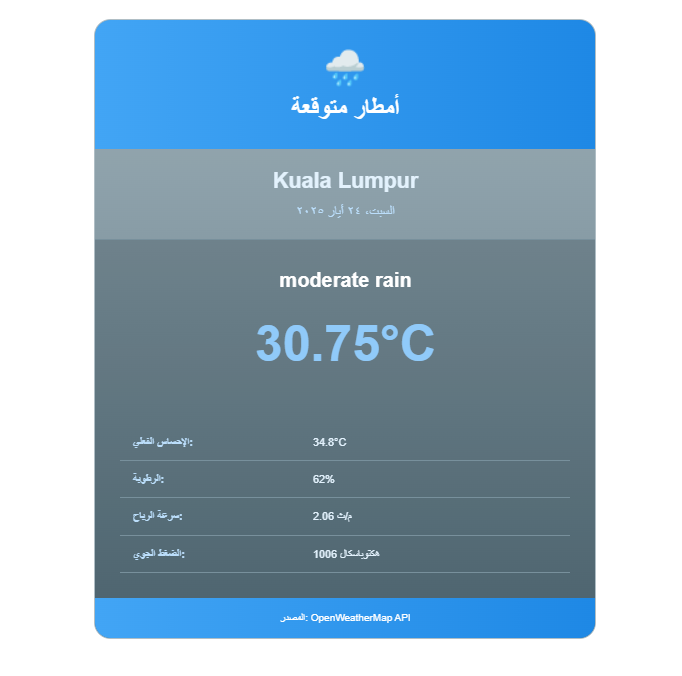 أمطار متوقعة
Kuala Lumpur
السبت، ٢٤ أيار ٢٠٢٥
moderate rain
30.75°C
الإحساس الفعلي: 34.8°C
الرطوبة: 62%
سرعة الرياح: 2.06 م/ث
الضغط الجوي: 1006 هكتوباسكال
المصدر: OpenWeatherMap API